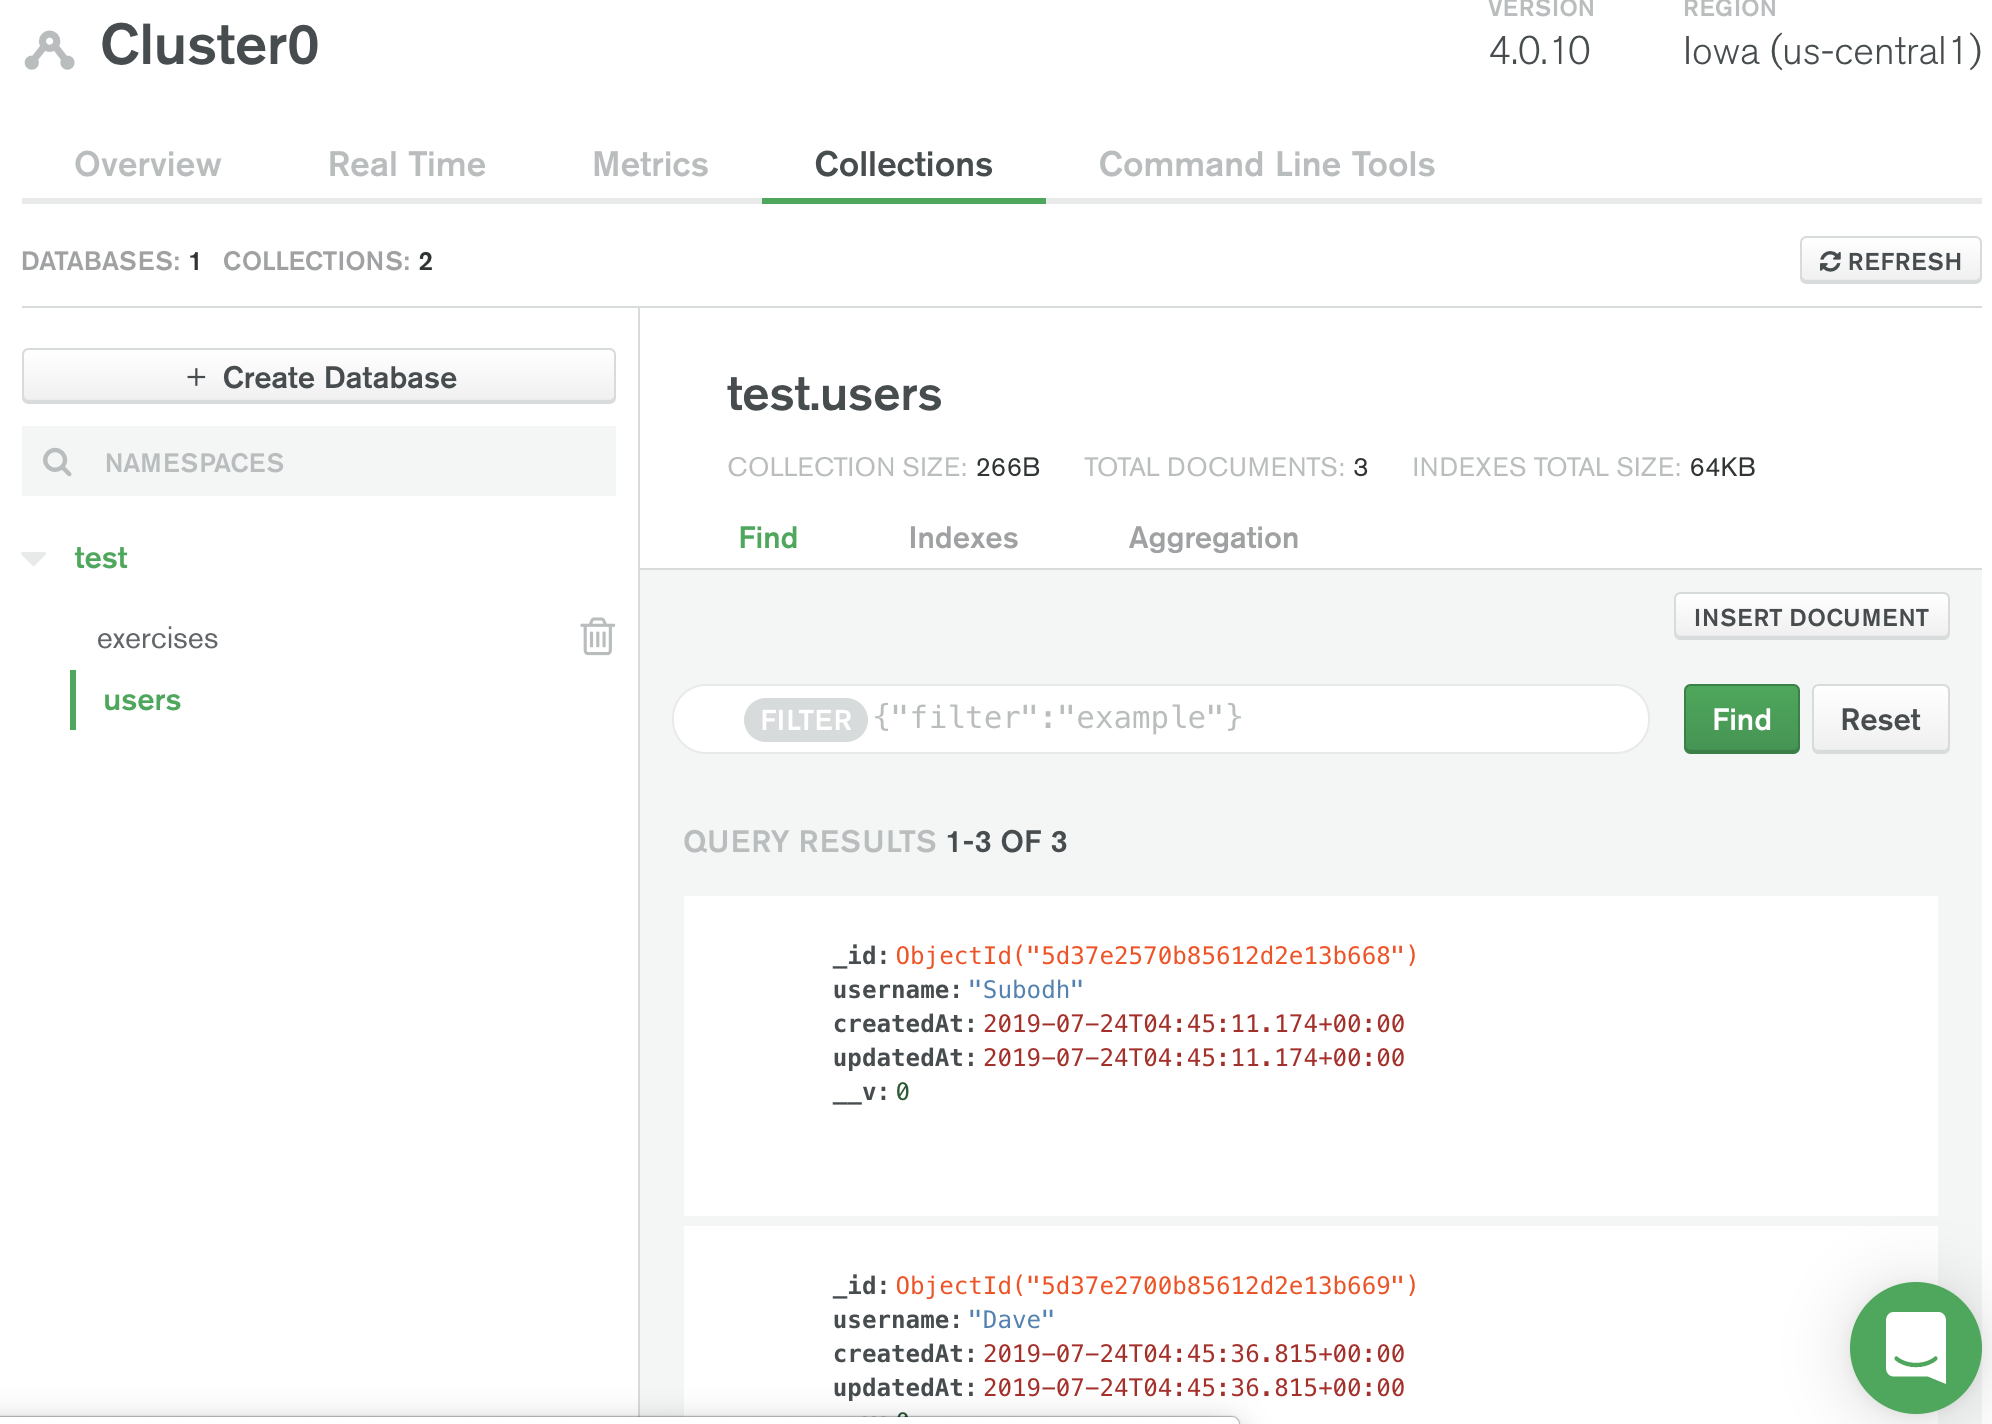 Cluster0
VERSION
4.0.10
REGION
Iowa (us-central1)
Overview
Real Time
Metrics
Collections
Command Line Tools
DATABASES: 1 COLLECTIONS: 2
REFRESH
+ Create Database
NAMESPACES
test
exercises
users
test.users
COLLECTION SIZE: 266B TOTAL DOCUMENTS: 3 INDEXES TOTAL SIZE: 64KB
Find
Indexes
Aggregation
INSERT DOCUMENT
FILTER {"filter":"example"}
Find
Reset
QUERY RESULTS 1-3 OF 3
_id: ObjectId("5d37e2570b85612d2e13b668")
username: "Subodh"
createdAt: 2019-07-24T04:45:11.174+00:00
updatedAt: 2019-07-24T04:45:11.174+00:00
__v: 0
_id: ObjectId("5d37e2700b85612d2e13b669")
username: "Dave"
createdAt: 2019-07-24T04:45:36.815+00:00
updatedAt: 2019-07-24T04:45:36.815+00:00